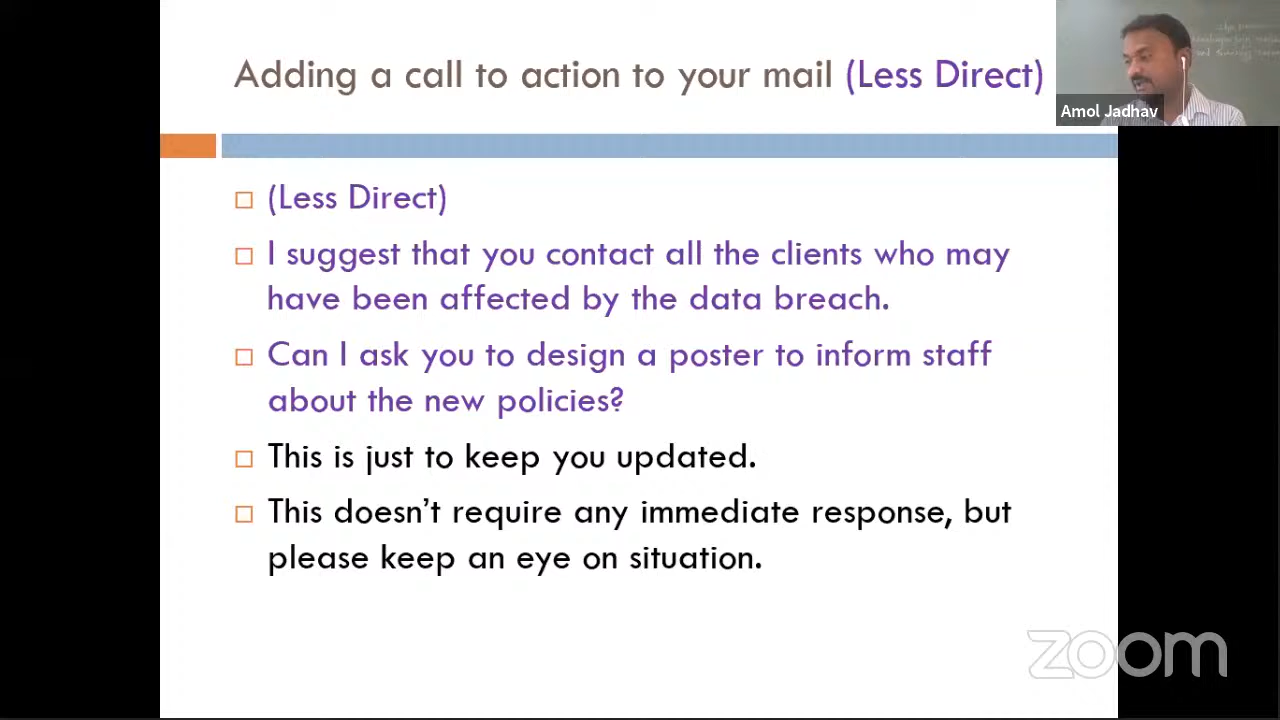 Adding a call to action to your mail (Less Direct)
Amol Jadhav
(Less Direct)
I suggest that you contact all the clients who may
have been affected by the data breach.
Can I ask you to design a poster to inform staff
about the new policies?
This is just to keep you updated.
This doesn't require any immediate response, but
please keep an eye on situation.
zoom